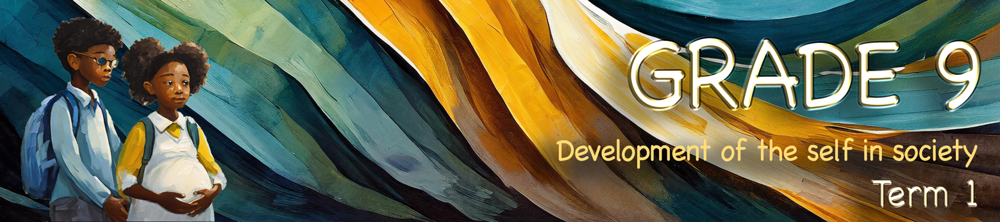 GRADE 9
Development of the self in society
Term 1